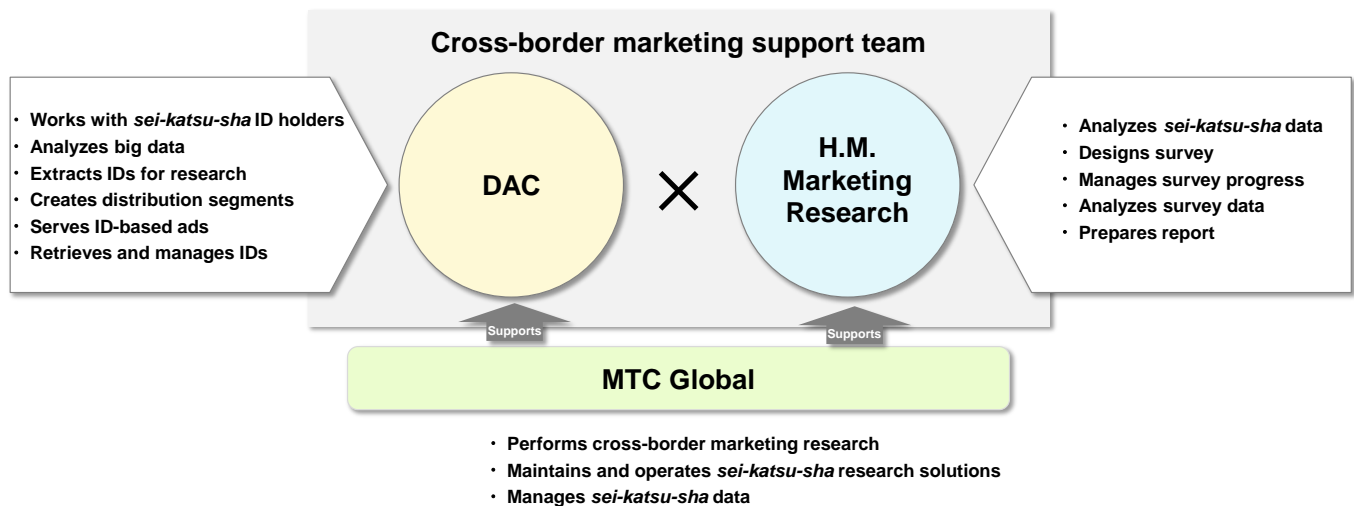 Cross-border marketing support team
・ Works with sei-katsu-sha ID holders
・ Analyzes big data
・ Extracts IDs for research
・ Creates distribution segments
・ Serves ID-based ads
・ Retrieves and manages IDs
DAC
×
H.M.
Marketing
Research
・ Analyzes sei-katsu-sha data
・ Designs survey
・ Manages survey progress
・ Analyzes survey data
・ Prepares report
Supports
Supports
MTC Global
・ Performs cross-border marketing research
・ Maintains and operates sei-katsu-sha research solutions
・ Manages sei-katsu-sha data